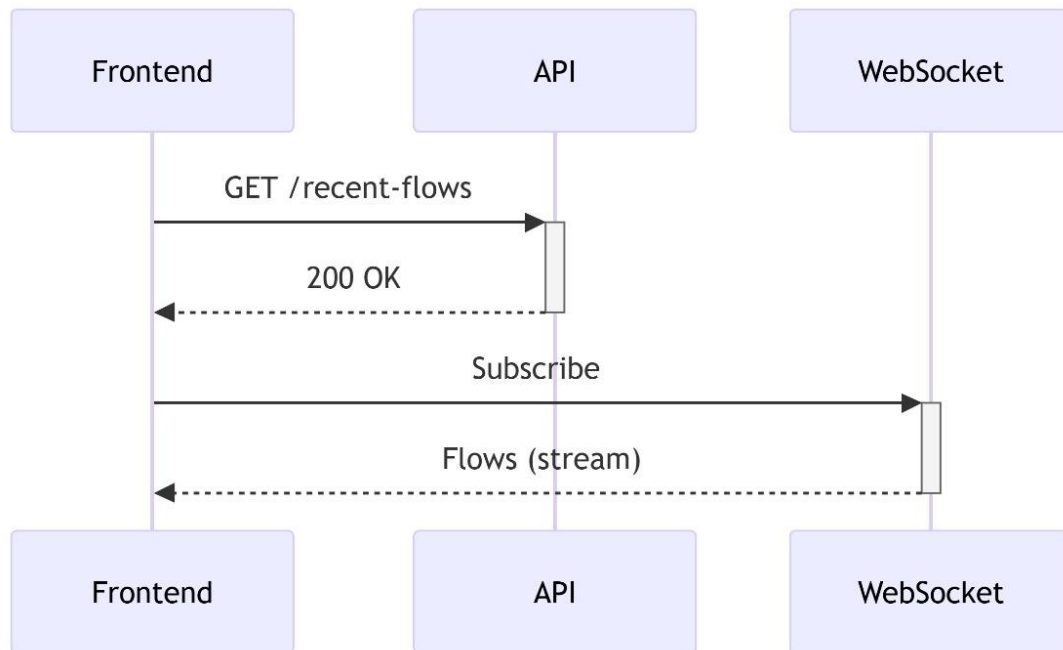 Frontend
API
WebSocket
GET /recent-flows
200 OK
Subscribe
Flows (stream)
Frontend
API
WebSocket